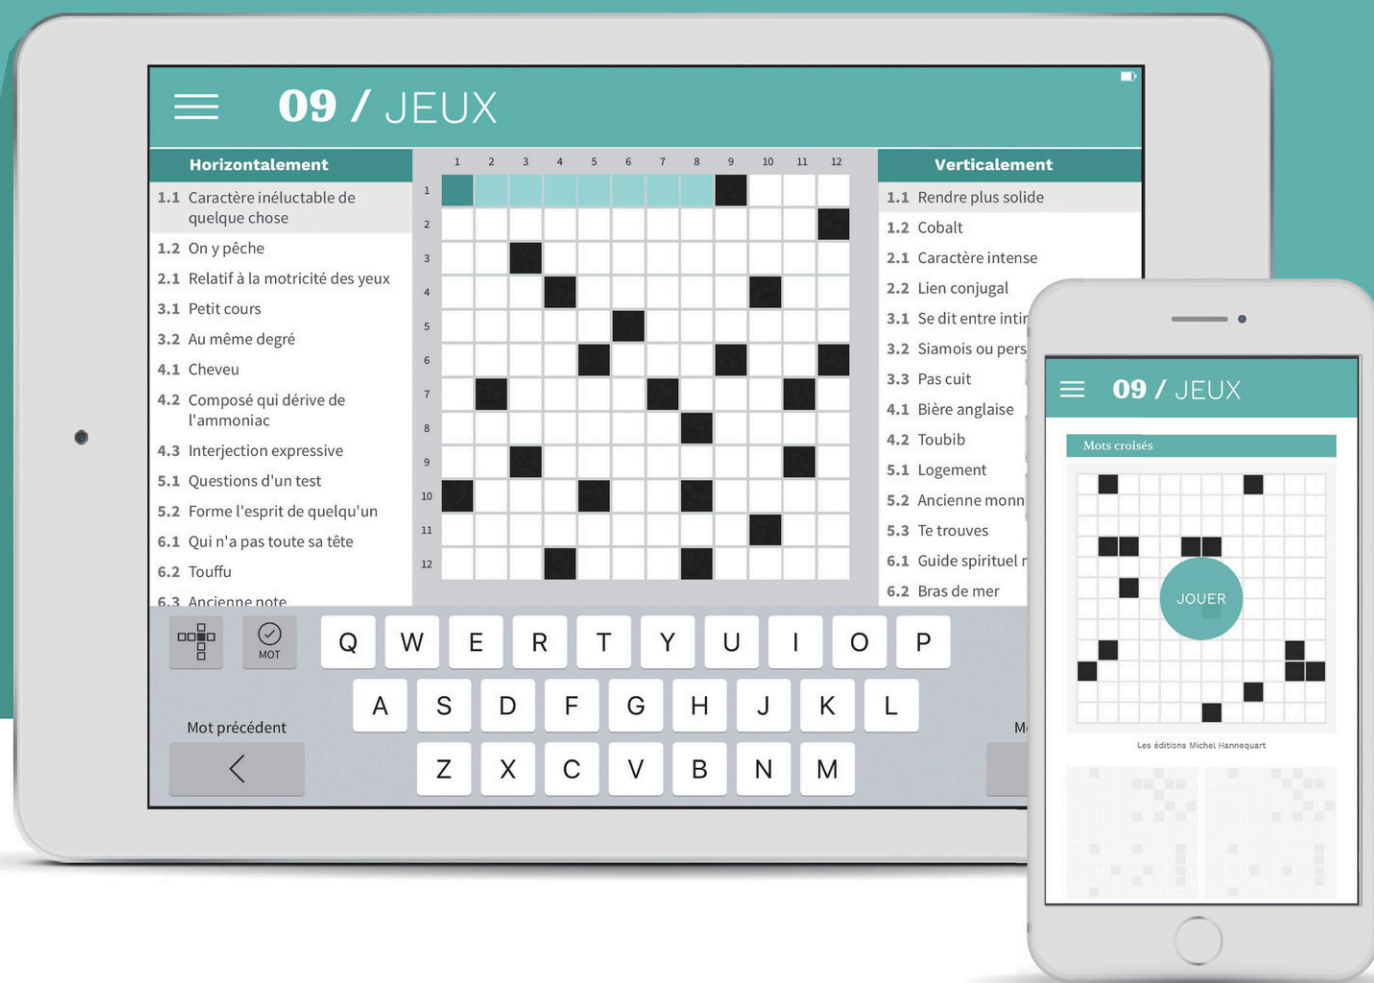 09 / JEUX
Horizontalement
1.1 Caractère inéluctable de
quelque chose
1.2 On y pêche
2.1 Relatif à la motricité des yeux
3.1 Petit cours
3.2 Au même degré
4.1 Cheveu
4.2 Composé qui dérive de
l'ammoniac
4.3 Interjection expressive
5.1 Questions d'un test
5.2 Forme l'esprit de quelqu'un
6.1 Qui n'a pas toute sa tête
6.2 Touffu
6.3 Ancienne note
1 2 3 4 5 6 7 8 9 10 11 12
1
2
3
4
5
6
7
8
9
10
11
12
Verticalement
1.1 Rendre plus solide
1.2 Cobalt
2.1 Caractère intense
2.2 Lien conjugal
3.1 Se dit entre
3.2 Siamois ou
3.3 Pas cuit
4.1 Bière anglaise
4.2 Toubib
5.1 Logement
5.2 Ancienne
5.3 Te trouves
6.1 Guide spirituel
6.2 Bras de mer
MOT
Q W E R T Y U I O P
A S D F G H J K L
Mot précédent
<
Z X C V B N M
09 / JEUX
Mots croisés
JOUER
Les éditions Michel Hannequart